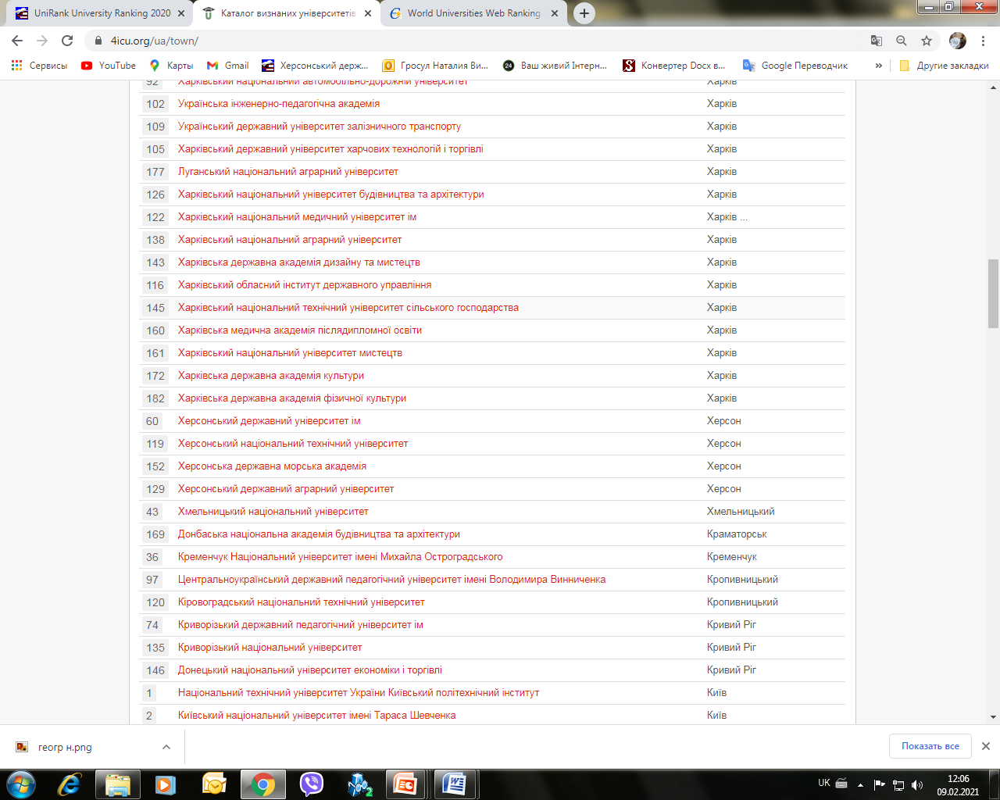 UniRank University Ranking 2020
Каталог визнаних університетів
World Universities Web Ranking
4icu.org/ua/town/
Сервисы YouTube Карты Gmail Херсонський держ... Гросул Наталия Ви... Ваш живий Інтерн... Конвертер Docx в... Google Переводчик » Другие закладки
92 Харківський національний автомобільно-дорожній університет Харків
102 Українська інженерно-педагогічна академія Харків
109 Український державний університет залізничного транспорту Харків
105 Харківський державний університет харчових технологій і торгівлі Харків
177 Луганський національний аграрний університет Харків
126 Харківський національний університет будівництва та архітектури Харків
122 Харківський національний медичний університет ім Харків ...
138 Харківський національний аграрний університет Харків
143 Харківська державна академія дизайну та мистецтв Харків
116 Харківський обласний інститут державного управління Харків
145 Харківський національний технічний університет сільського господарства Харків
160 Харківська медична академія післядипломної освіти Харків
161 Харківський національний університет мистецтв Харків
172 Харківська державна академія культури Харків
182 Харківська державна академія фізичної культури Харків
60 Херсонський державний університет ім Херсон
119 Херсонський національний технічний університет Херсон
152 Херсонська державна морська академія Херсон
129 Херсонський державний аграрний університет Херсон
43 Хмельницький національний університет Хмельницький
169 Донбаська національна академія будівництва та архітектури Краматорськ
36 Кременчук Національний університет імені Михайла Остроградського Кременчук
97 Центральноукраїнський державний педагогічний університет імені Володимира Винниченка Кропивницький
120 Кіровоградський національний технічний університет Кропивницький
74 Криворізький державний педагогічний університет ім Кривий Ріг
135 Криворізький національний університет Кривий Ріг
146 Донецький національний університет економіки і торгівлі Кривий Ріг
1 Національний технічний університет України Київський політехнічний інститут Київ
2 Київський національний університет імені Тараса Шевченка Київ
геогр н.png
Показать все
UK
12:06
09.02.2021